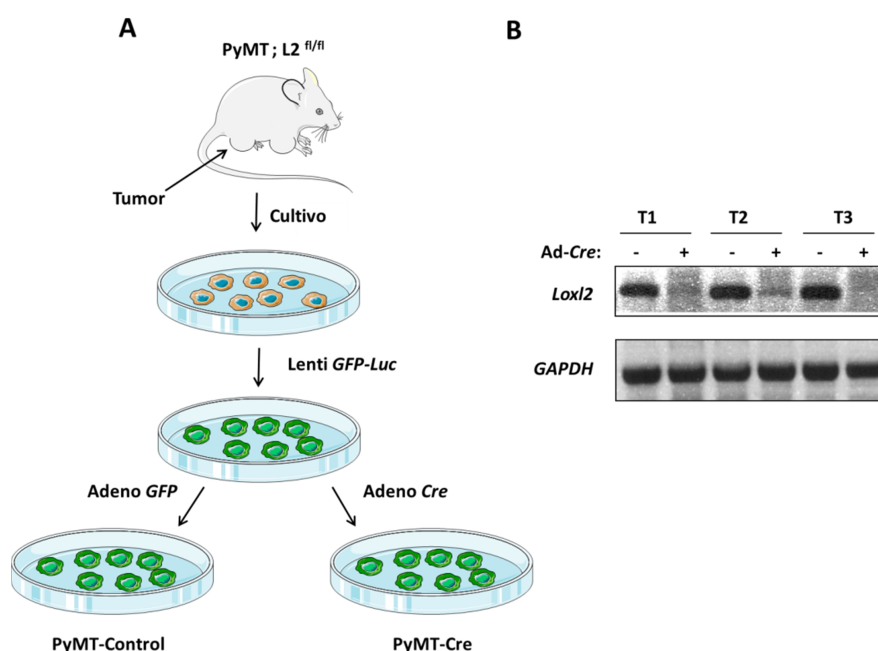 A
PyMT ; L2 fl/fl
Tumor
Cultivo
Lenti GFP-Luc
Adeno GFP
Adeno Cre
PyMT-Control
PyMT-Cre
B
T1 T2 T3
Ad-Cre: - + - + - +
Loxl2
GAPDH